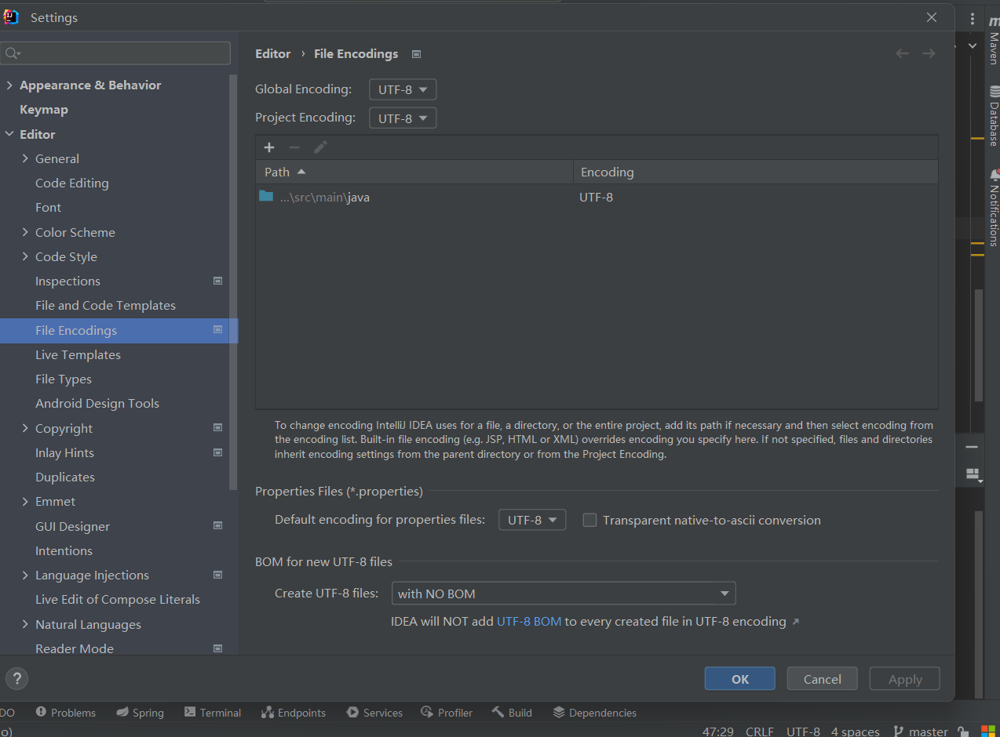 Settings
Editor › File Encodings
Global Encoding: UTF-8
Project Encoding: UTF-8
Path Encoding
...\src\main\java UTF-8
To change encoding IntelliJ IDEA uses for a file, a directory, or the entire project, add its path if necessary and then select encoding from
the encoding list. Built-in file encoding (e.g. JSP, HTML or XML) overrides encoding you specify here. If not specified, files and directories
inherit encoding settings from the parent directory or from the Project Encoding.
Properties Files (*.properties)
Default encoding for properties files: UTF-8 Transparent native-to-ascii conversion
BOM for new UTF-8 files
Create UTF-8 files: with NO BOM
IDEA will NOT add UTF-8 BOM to every created file in UTF-8 encoding ↗
Appearance & Behavior
Keymap
Editor
General
Code Editing
Font
Color Scheme
Code Style
Inspections
File and Code Templates
File Encodings
Live Templates
File Types
Android Design Tools
Copyright
Inlay Hints
Duplicates
Emmet
GUI Designer
Intentions
Language Injections
Live Edit of Compose Literals
Natural Languages
Reader Mode
?
OK
Cancel
Apply
m
Maven
Database
Notifications
DO Problems Spring Terminal Endpoints Services Profiler Build Dependencies
o) 47:29 CRLF UTF-8 4 spaces master